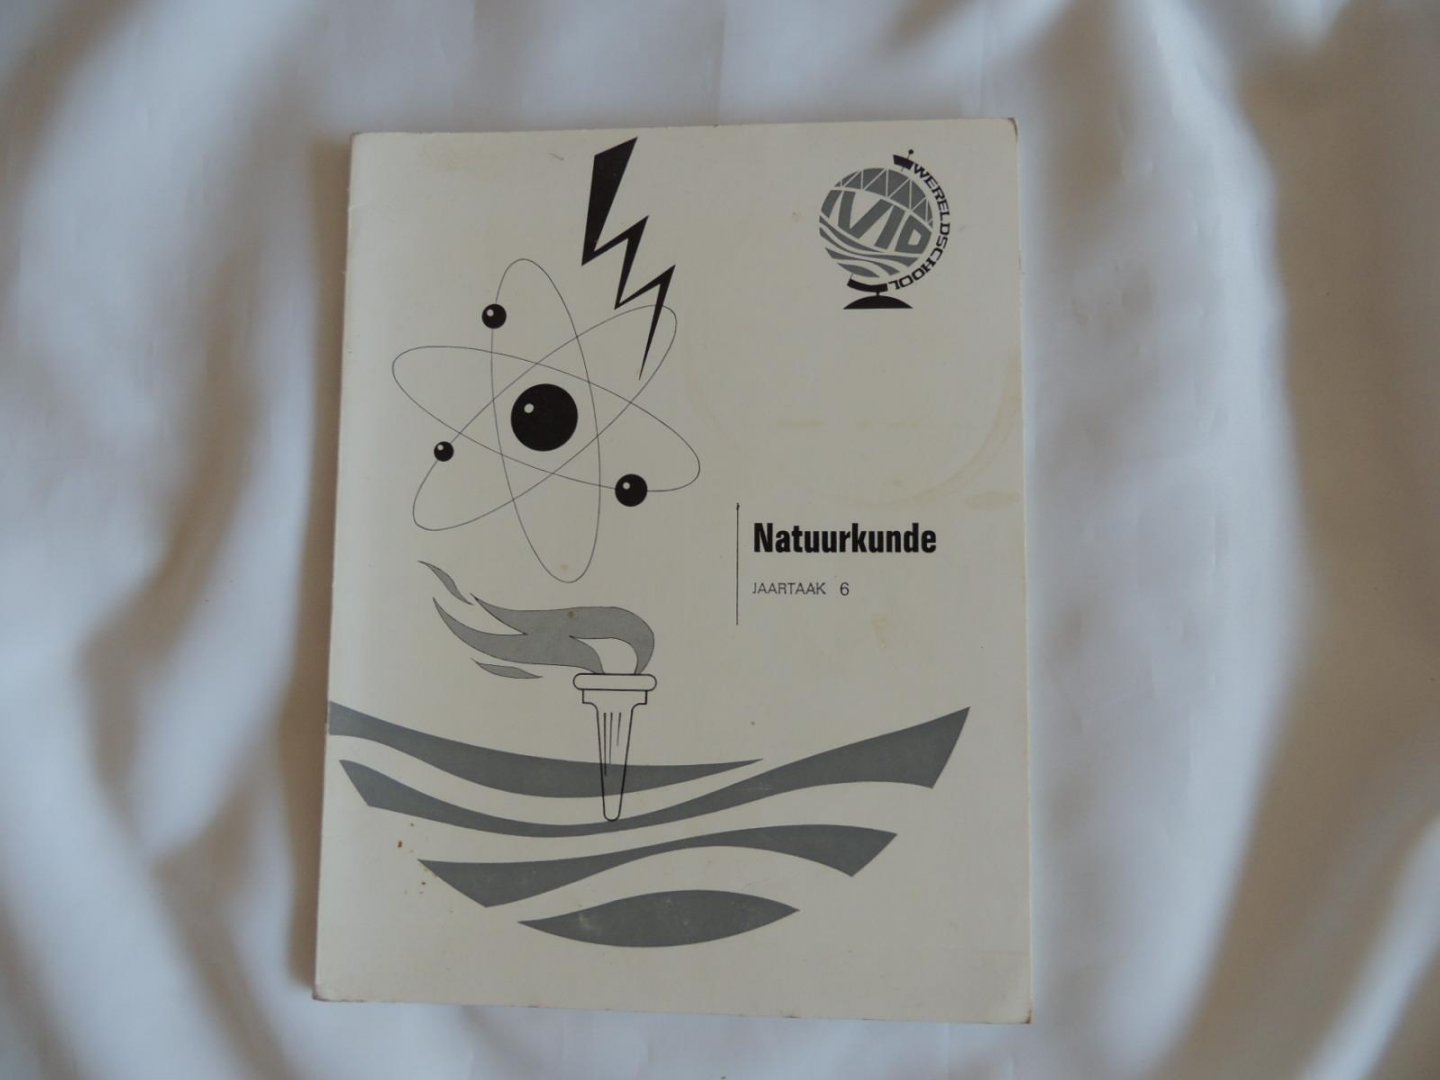 IVIO
WERELDSCHOOL
Natuurkunde
JAARTAAK 6